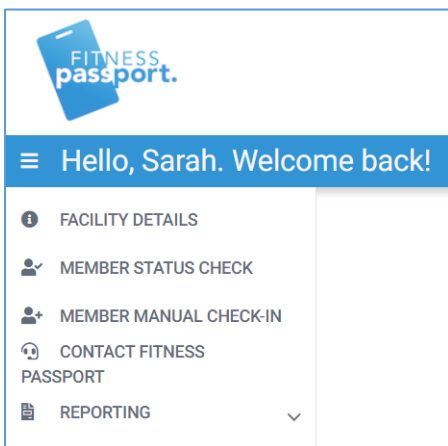 FITNESS
passport.
Hello, Sarah. Welcome back!
FACILITY DETAILS
MEMBER STATUS CHECK
MEMBER MANUAL CHECK-IN
CONTACT FITNESS
PASSPORT
REPORTING